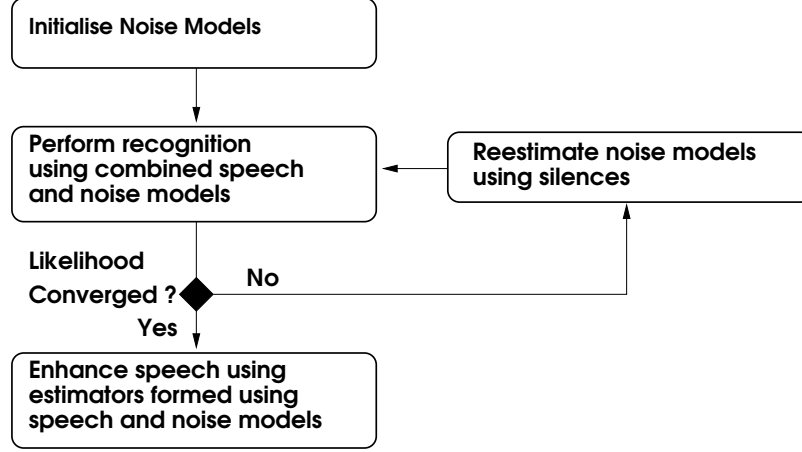 Initialise Noise Models
Perform recognition
using combined speech
and noise models
Reestimate noise models
using silences
Likelihood
Converged ?
No
Yes
Enhance speech using
estimators formed using
speech and noise models